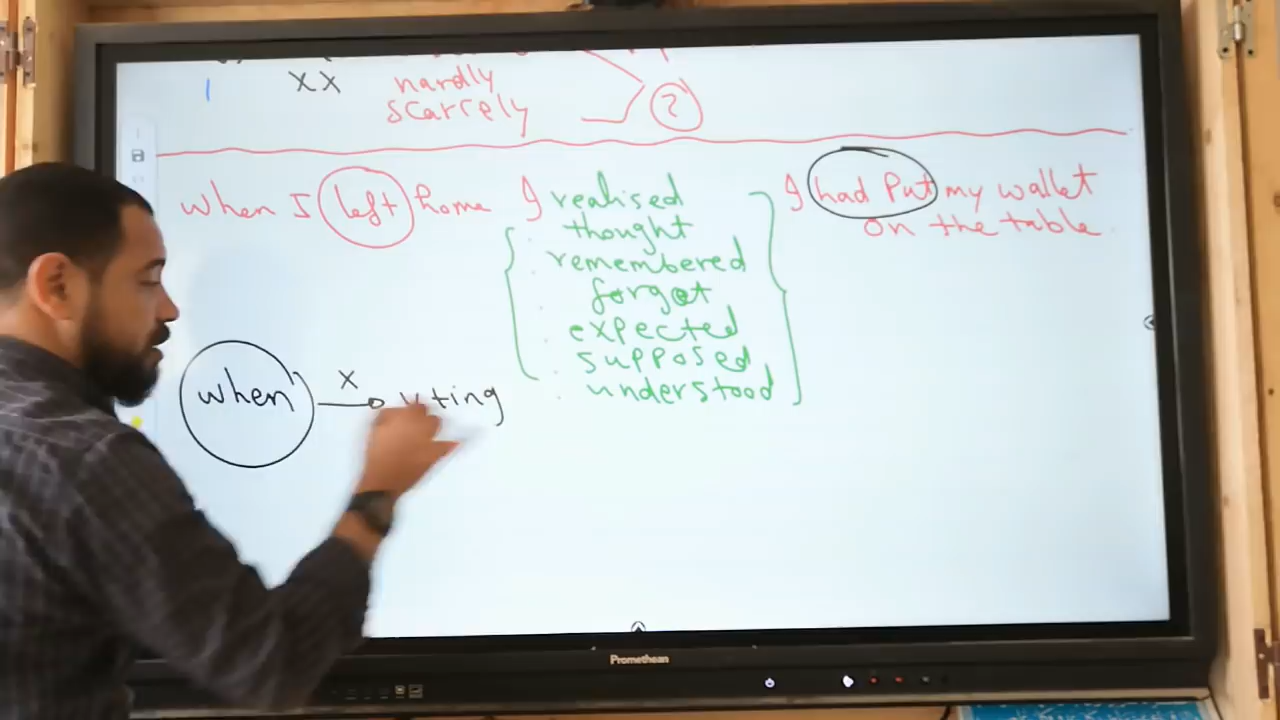 XX hardly
scarcely ?
when I left home I realised I had Put my wallet
thought on the table
remembered
forgot
expected
supposed
understood
when X v+ing
Promethean